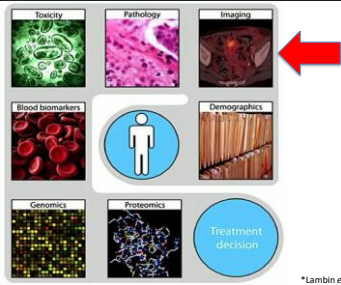 Toxicity
Pathology
Imaging
Blood biomarkers
Demographics
Genomics
Proteomics
Treatment
decision
*Lambin e